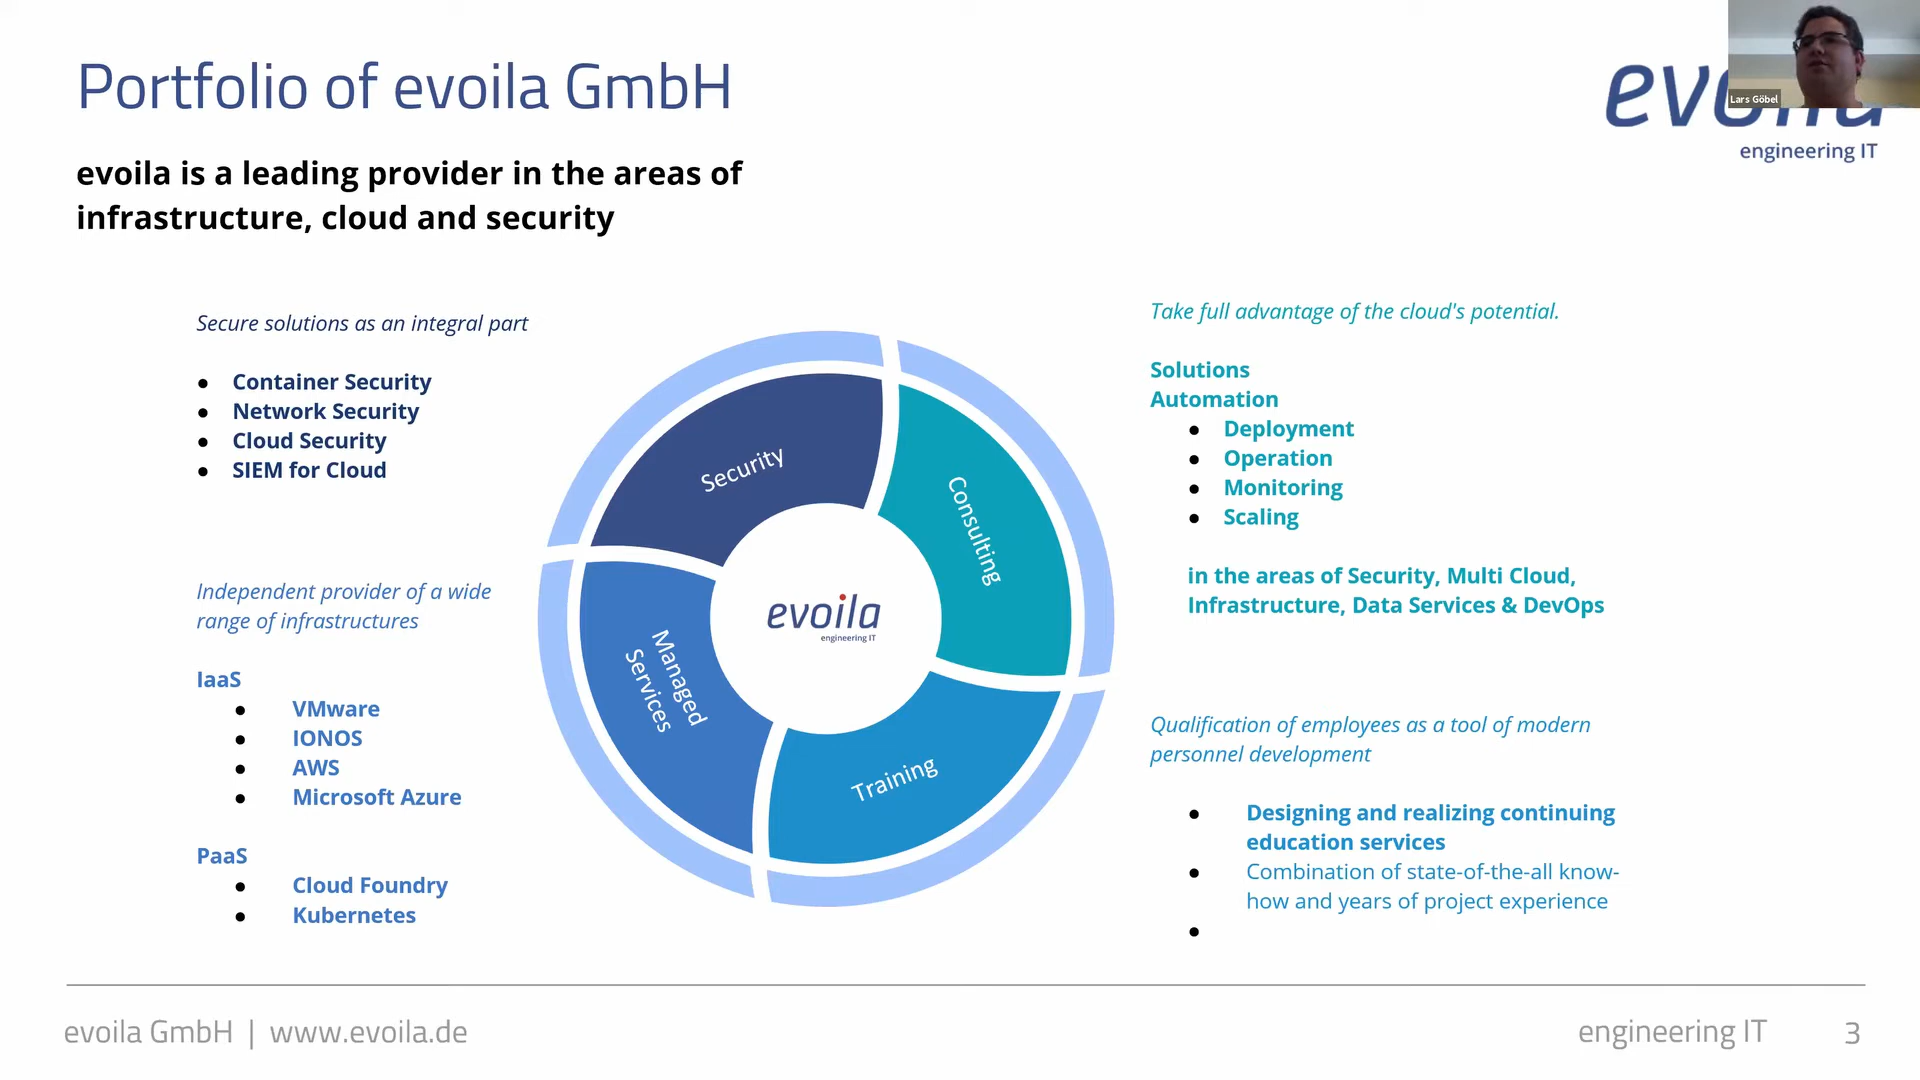 Portfolio of evoila GmbH
evoila is a leading provider in the areas of
infrastructure, cloud and security
Lars Göbel
engineering IT
Secure solutions as an integral part
Container Security
Network Security
Cloud Security
SIEM for Cloud
Independent provider of a wide
range of infrastructures
IaaS
VMware
IONOS
AWS
Microsoft Azure
PaaS
Cloud Foundry
Kubernetes
Security
Consulting
Managed
Services
Training
evoila
engineering IT
Take full advantage of the cloud's potential.
Solutions
Automation
Deployment
Operation
Monitoring
Scaling
in the areas of Security, Multi Cloud,
Infrastructure, Data Services & DevOps
Qualification of employees as a tool of modern
personnel development
Designing and realizing continuing
education services
Combination of state-of-the-all know-
how and years of project experience
evoila GmbH | www.evoila.de
engineering IT 3